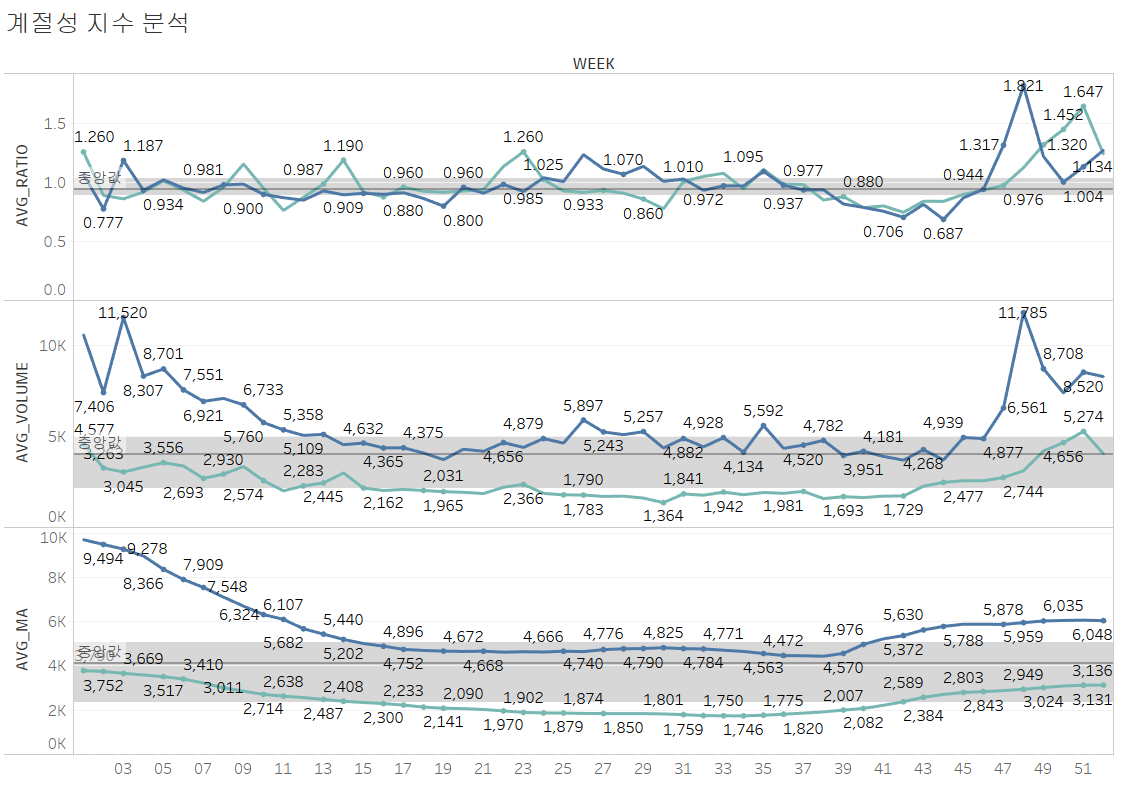 계절성 지수 분석
WEEK
AVG_RATIO
1.5
1.0
0.5
0.0
중앙값
1.821
1.647
1.452
1.260 1.187 1.190 1.260 1.317 1.320
0.981 0.987 0.960 0.960 1.025 1.070 1.010 1.095 0.977 0.880 0.944 1.134
0.777 0.934 0.900 0.909 0.880 0.800 0.985 0.933 0.860 0.972 0.937 0.706 0.687 0.976 1.004
AVG_VOLUME
10K
5K
0K
중앙값
11,520 11,785
8,701 8,708
8,307 7,551 8,520
7,406 6,921 6,733 6,561
4,577 5,760 5,358 4,632 4,375 4,879 5,897 5,257 4,928 5,592 4,782 4,181 4,939 5,274
3,263 3,556 5,109 4,365 4,656 5,243 4,882 4,134 4,520 3,951 4,268 4,877 4,656
3,045 2,930 2,283 2,031 1,790 1,841
2,693 2,574 2,445 2,162 1,965 2,366 1,783 1,364 1,942 1,981 1,693 1,729 2,477 2,744
AVG_MA
10K
8K
6K
4K
2K
0K
중앙값
3,790
9,494 9,278
8,366 7,909
7,548
6,324 6,107
5,682 5,440 4,896 4,672 4,666 4,776 4,825 4,771 4,472 4,976 5,630 5,878 6,035
5,202 4,752 4,668 4,740 4,790 4,784 4,563 4,570 5,372 5,788 5,959 6,048
3,669 3,410 2,638 2,408 2,233 2,090 1,902 1,874 1,801 1,750 1,775 2,007 2,589 2,803 2,949 3,136
3,752 3,517 3,011 2,714 2,487 2,300 2,141 1,970 1,879 1,850 1,759 1,746 1,820 2,082 2,384 2,843 3,024 3,131
03 05 07 09 11 13 15 17 19 21 23 25 27 29 31 33 35 37 39 41 43 45 47 49 51